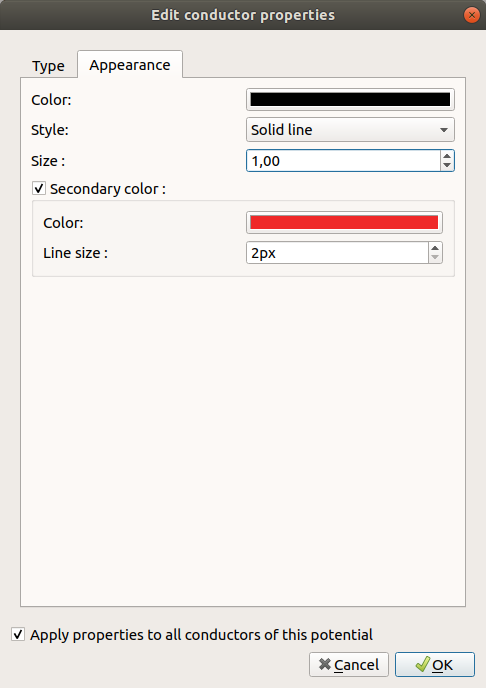 Edit conductor properties
Type Appearance
Color:
Style: Solid line
Size : 1,00
Secondary color :
Color:
Line size : 2px
Apply properties to all conductors of this potential
Cancel OK